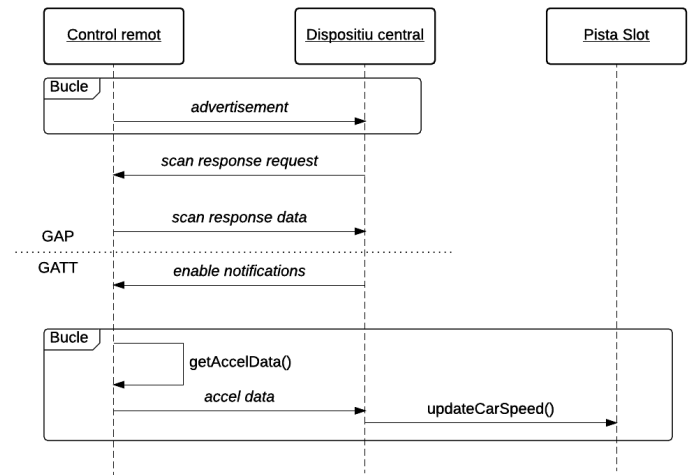 Control remot
Dispositiu central
Pista Slot
Bucle
advertisement
scan response request
scan response data
GAP
GATT
enable notifications
Bucle
getAccelData()
accel data
updateCarSpeed()